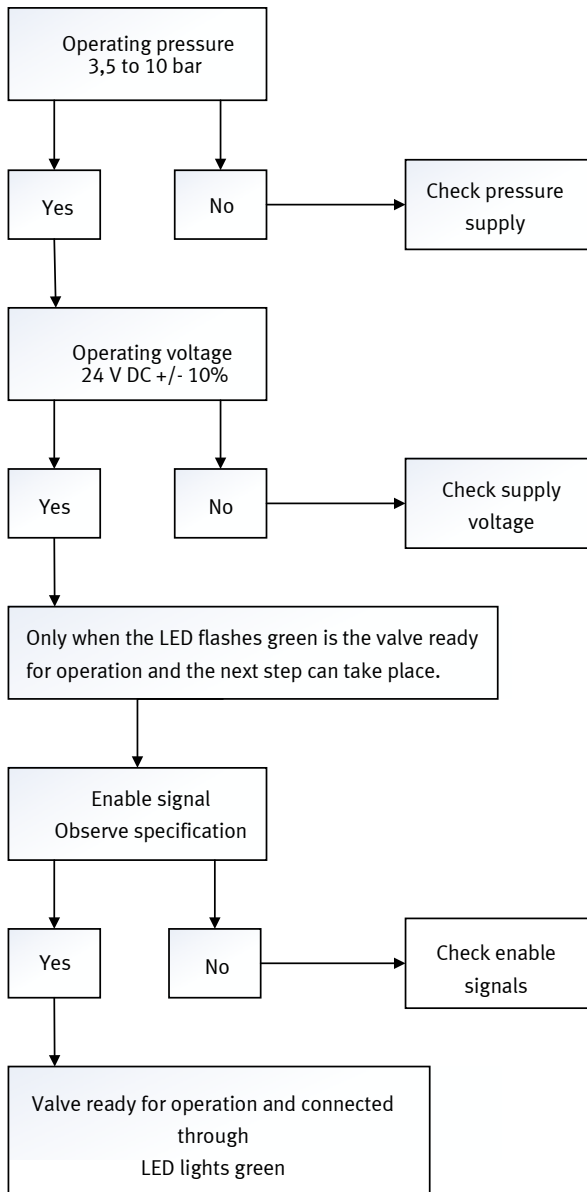 Operating pressure
3,5 to 10 bar
Yes
No
Check pressure
supply
Operating voltage
24 V DC +/- 10%
Yes
No
Check supply
voltage
Only when the LED flashes green is the valve ready
for operation and the next step can take place.
Enable signal
Observe specification
Yes
No
Check enable
signals
Valve ready for operation and connected
through
LED lights green